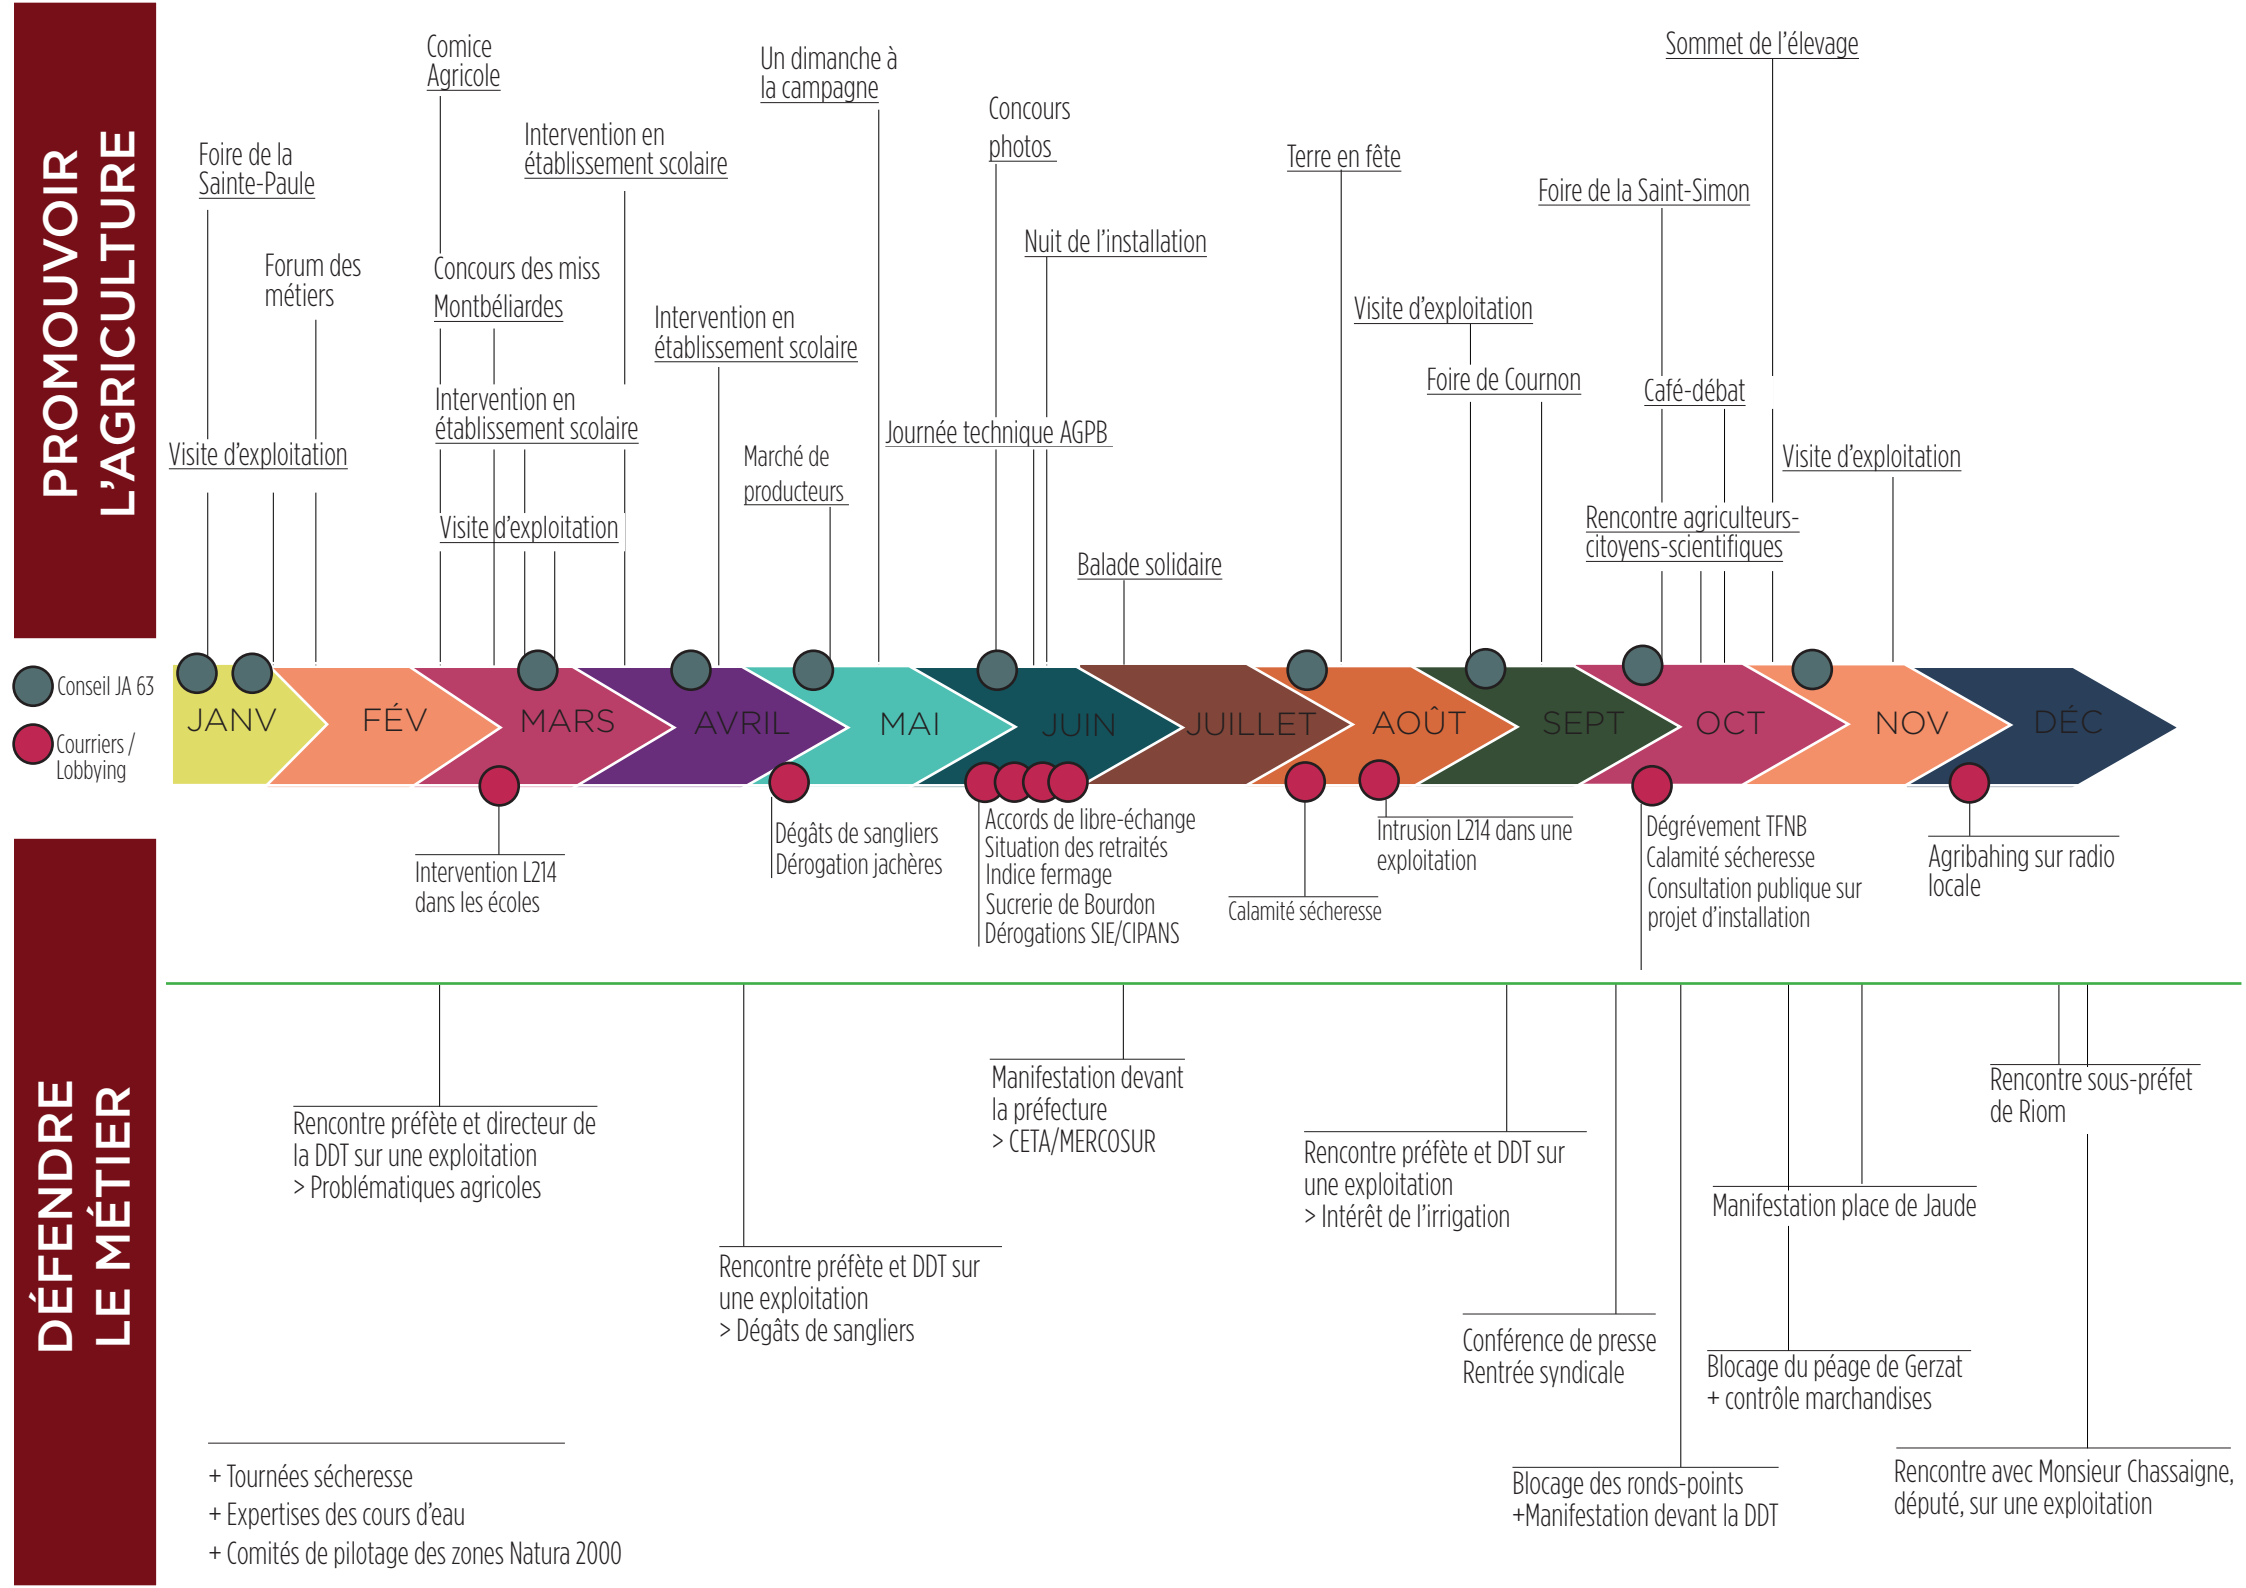 PROMOUVOIR
L'AGRICULTURE
Comice
Agricole
Un dimanche à
la campagne
Sommet de l'élevage
Concours
photos
Intervention en
établissement scolaire
Foire de la
Sainte-Paule
Terre en fête
Foire de la Saint-Simon
Nuit de l'installation
Forum des
métiers
Concours des miss
Montbéliardes
Intervention en
établissement scolaire
Visite d'exploitation
Foire de Cournon
Café-débat
Intervention en
établissement scolaire
Journée technique AGPB
Visite d'exploitation
Marché de
producteurs
Visite d'exploitation
Visite d'exploitation
Rencontre agriculteurs-
citoyens-scientifiques
Balade solidaire
Conseil JA 63
Courriers /
Lobbying
JANV
FÉV
MARS
AVRIL
MAI
JUIN
JUILLET
AOÛT
SEPT
OCT
NOV
DÉC
Intervention L214
dans les écoles
Dégâts de sangliers
Dérogation jachères
Accords de libre-échange
Situation des retraités
Indice fermage
Sucrerie de Bourdon
Dérogations SIE/CIPANS
Calamité sécheresse
Intrusion L214 dans une
exploitation
Dégrévement TFNB
Calamité sécheresse
Consultation publique sur
projet d'installation
Agribahing sur radio
locale
DÉFENDRE
LE MÉTIER
Rencontre préfète et directeur de
la DDT sur une exploitation
> Problématiques agricoles
Rencontre préfète et DDT sur
une exploitation
> Dégâts de sangliers
Manifestation devant
la préfecture
> CETA/MERCOSUR
Rencontre préfète et DDT sur
une exploitation
> Intérêt de l'irrigation
Conférence de presse
Rentrée syndicale
Blocage des ronds-points
+Manifestation devant la DDT
Blocage du péage de Gerzat
+ contrôle marchandises
Manifestation place de Jaude
Rencontre sous-préfet
de Riom
Rencontre avec Monsieur Chassaigne,
député, sur une exploitation
+ Tournées sécheresse
+ Expertises des cours d'eau
+ Comités de pilotage des zones Natura 2000